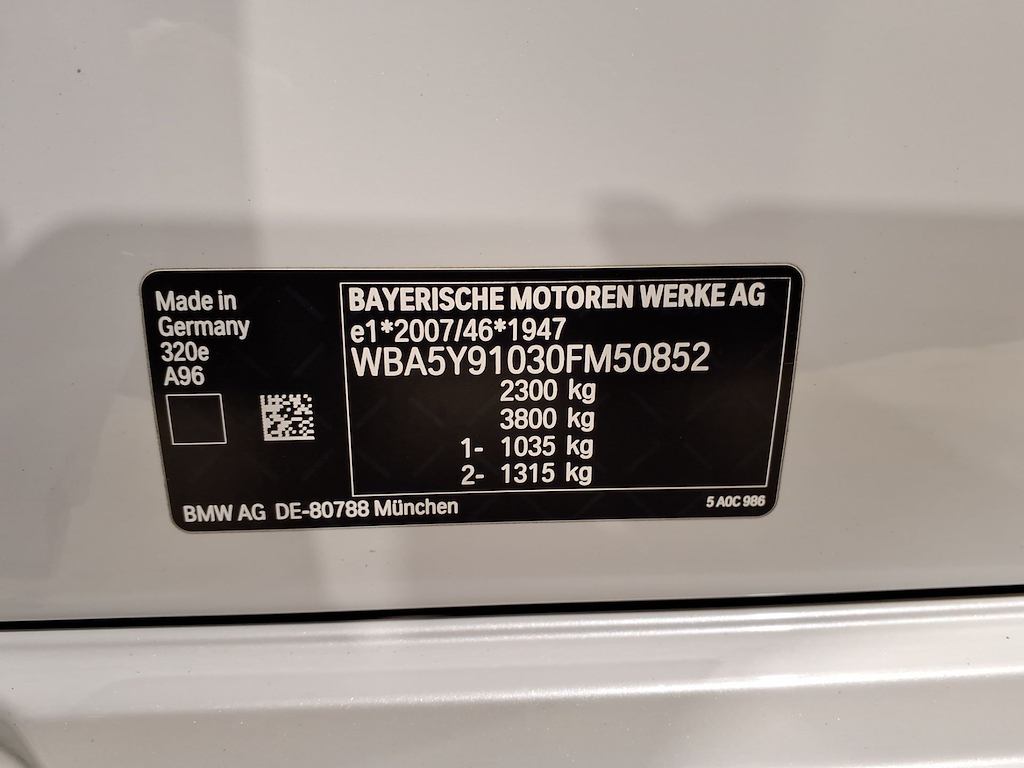 Made in
Germany
320e
A96
BAYERISCHE MOTOREN WERKE AG
e1*2007/46*1947
WBA5Y91030FM50852
2300 kg
3800 kg
1- 1035 kg
2- 1315 kg
BMW AG DE-80788 München
5 A0C 986